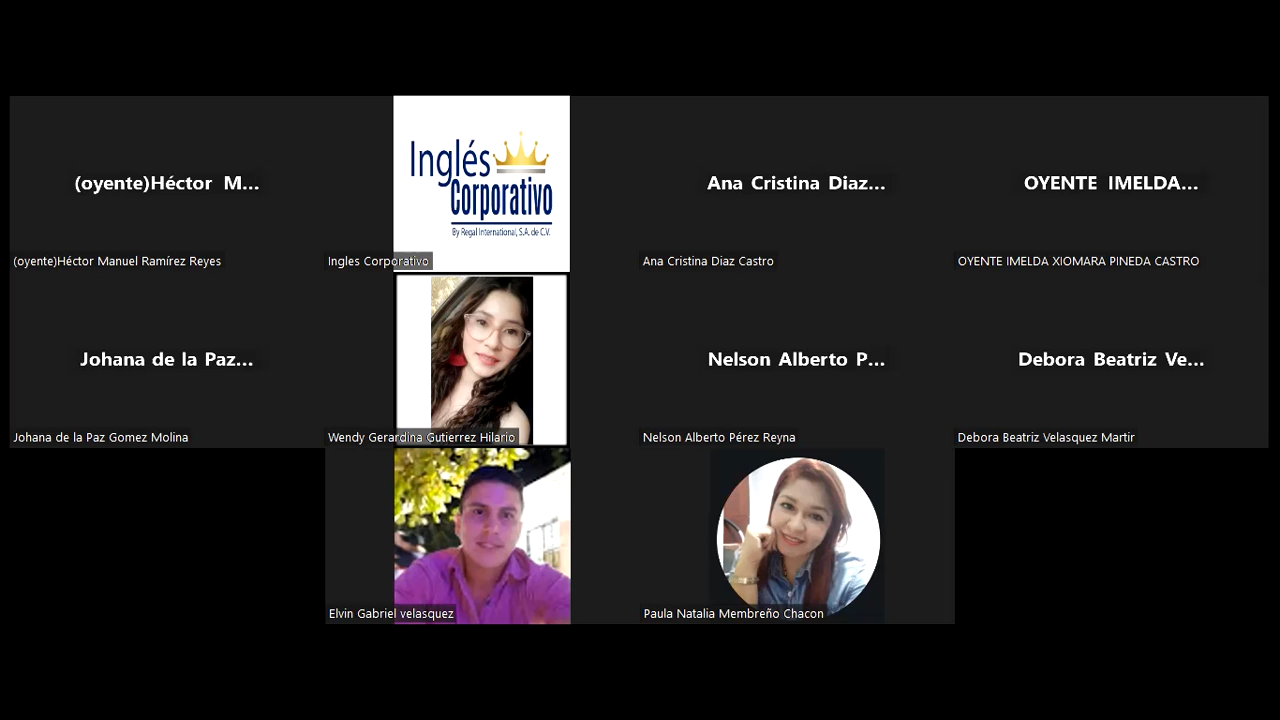 (oyente)Héctor M...
(oyente)Héctor Manuel Ramírez Reyes
Inglés
Corporativo
By Regal International, S.A. de C.V.
Ingles Corporativo
Ana Cristina Diaz...
Ana Cristina Diaz Castro
OYENTE IMELDA...
OYENTE IMELDA XIOMARA PINEDA CASTRO
Johana de la Paz...
Johana de la Paz Gomez Molina
Wendy Gerardina Gutierrez Hilario
Nelson Alberto P...
Nelson Alberto Pérez Reyna
Debora Beatriz Ve...
Debora Beatriz Velasquez Martir
Elvin Gabriel velasquez
Paula Natalia Membreño Chacon